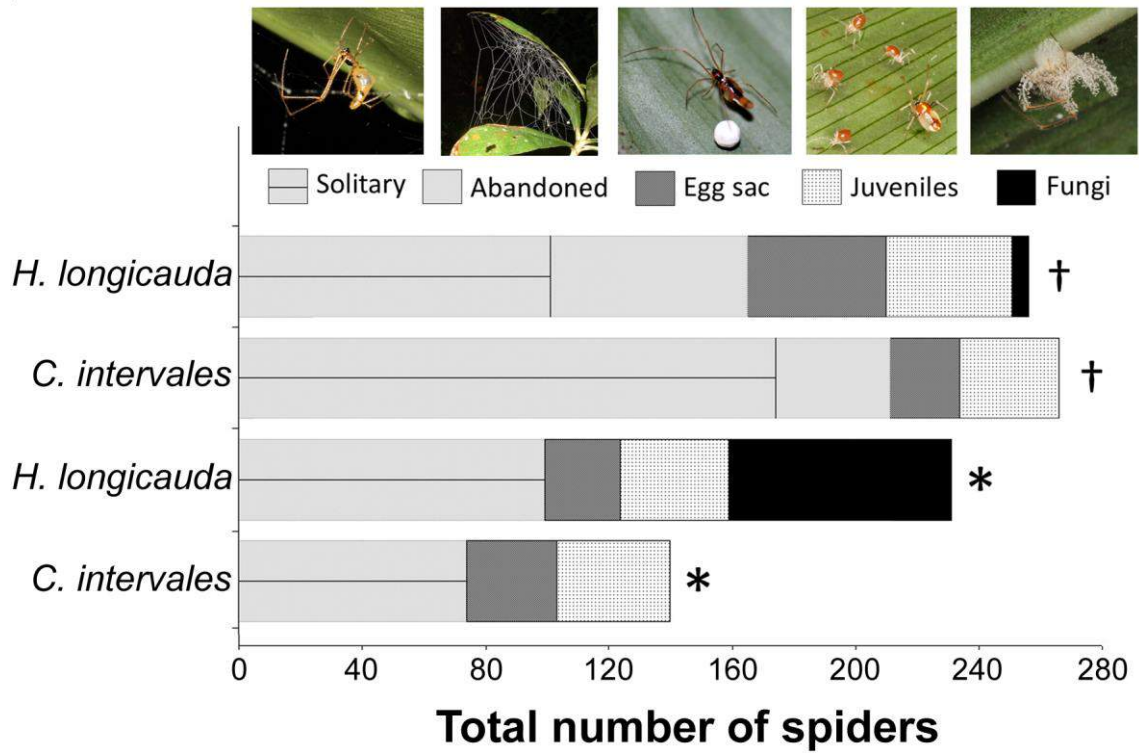 Solitary Abandoned Egg sac Juveniles Fungi
H. longicauda †
C. intervales †
H. longicauda *
C. intervales *
0 40 80 120 160 200 240 280
Total number of spiders